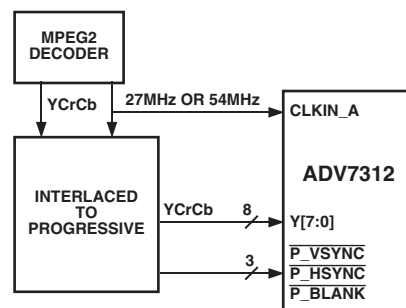 MPEG2
DECODER
YCrCb
27MHz OR 54MHz
CLKIN_A
ADV7312
INTERLACED
TO
PROGRESSIVE
YCrCb
8
Y[7:0]
3
P_VSYNC
P_HSYNC
P_BLANK